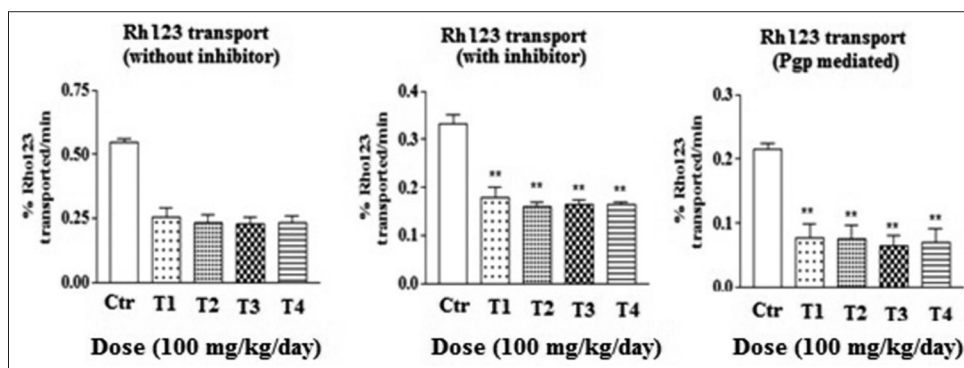 Rh123 transport
(without inhibitor)
% Rho123
transported/min
0.75
0.50
0.25
0.00
Ctr T1 T2 T3 T4
Dose (100 mg/kg/day)
Rh123 transport
(with inhibitor)
% Rho123
transported/min
0.4
0.3
0.2
0.1
0.0
** ** ** **
Ctr T1 T2 T3 T4
Dose (100 mg/kg/day)
Rh123 transport
(Pgp mediated)
% Rho123
transported/min
0.3
0.2
0.1
0.0
** ** ** **
Ctr T1 T2 T3 T4
Dose (100 mg/kg/day)